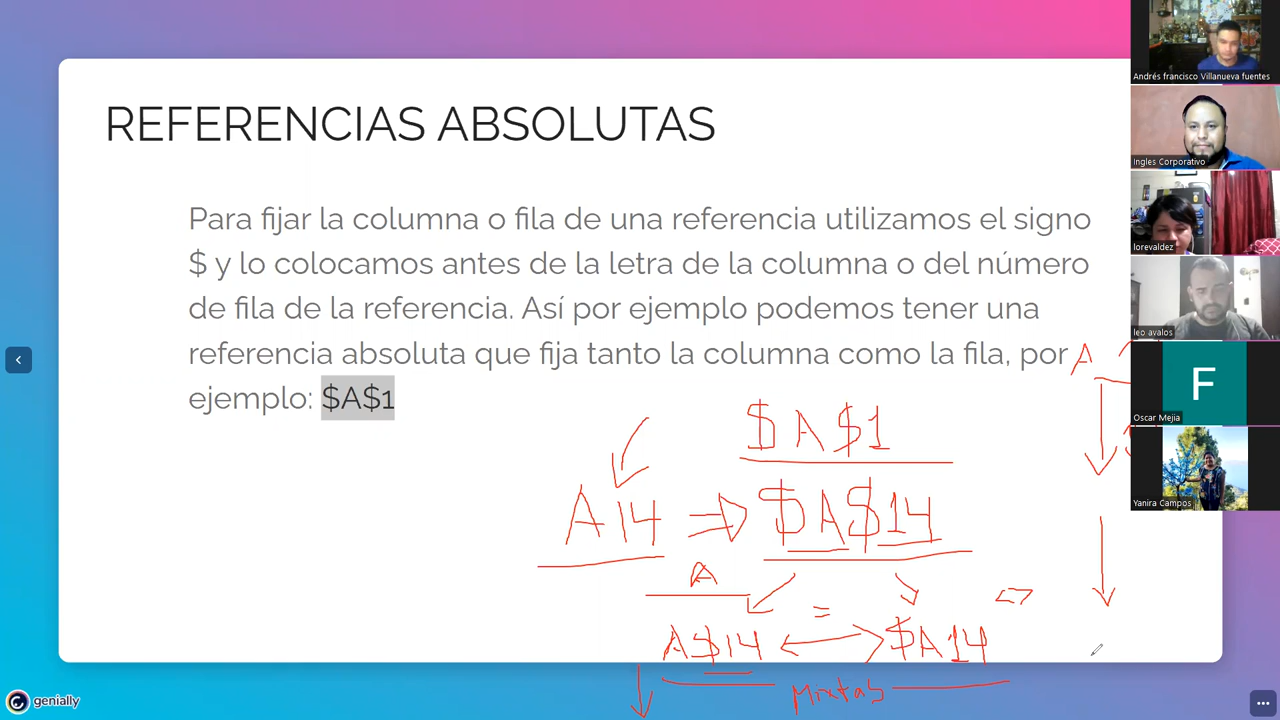 REFERENCIAS ABSOLUTAS
Para fijar la columna o fila de una referencia utilizamos el signo
$ y lo colocamos antes de la letra de la columna o del número
de fila de la referencia. Así por ejemplo podemos tener una
referencia absoluta que fija tanto la columna como la fila, por
ejemplo: $A$1
A
$A$1
A14 => $A$14
A
= <>
A$14 <-> $A14
Mixtas
genially
Andrés francisco Villanueva fuentes
Ingles Corporativo
lorevaldez
leo avalos
F
Oscar Mejia
Yanira Campos